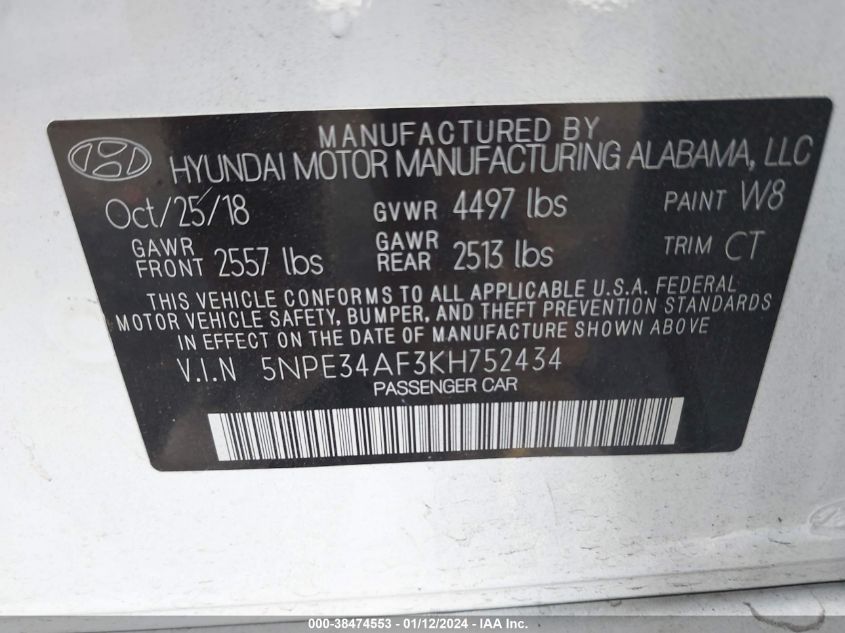 MANUFACTURED BY
HYUNDAI MOTOR MANUFACTURING ALABAMA, LLC
Oct/25/18 GVWR 4497 lbs PAINT W8
GAWR FRONT 2557 lbs GAWR REAR 2513 lbs TRIM CT
THIS VEHICLE CONFORMS TO ALL APPLICABLE U.S.A. FEDERAL
MOTOR VEHICLE SAFETY, BUMPER, AND THEFT PREVENTION STANDARDS
IN EFFECT ON THE DATE OF MANUFACTURE SHOWN ABOVE
V.I.N 5NPE34AF3KH752434
PASSENGER CAR
000-38474553 - 01/12/2024 - IAA Inc.